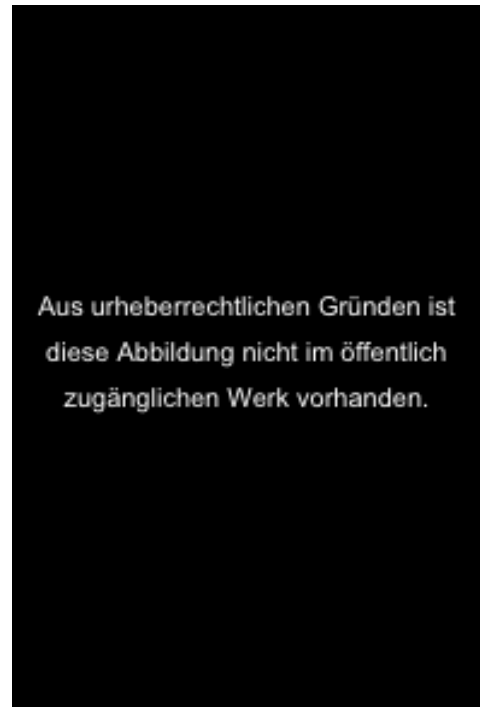 Aus urheberrechtlichen Gründen ist
diese Abbildung nicht im öffentlich
zugänglichen Werk vorhanden.